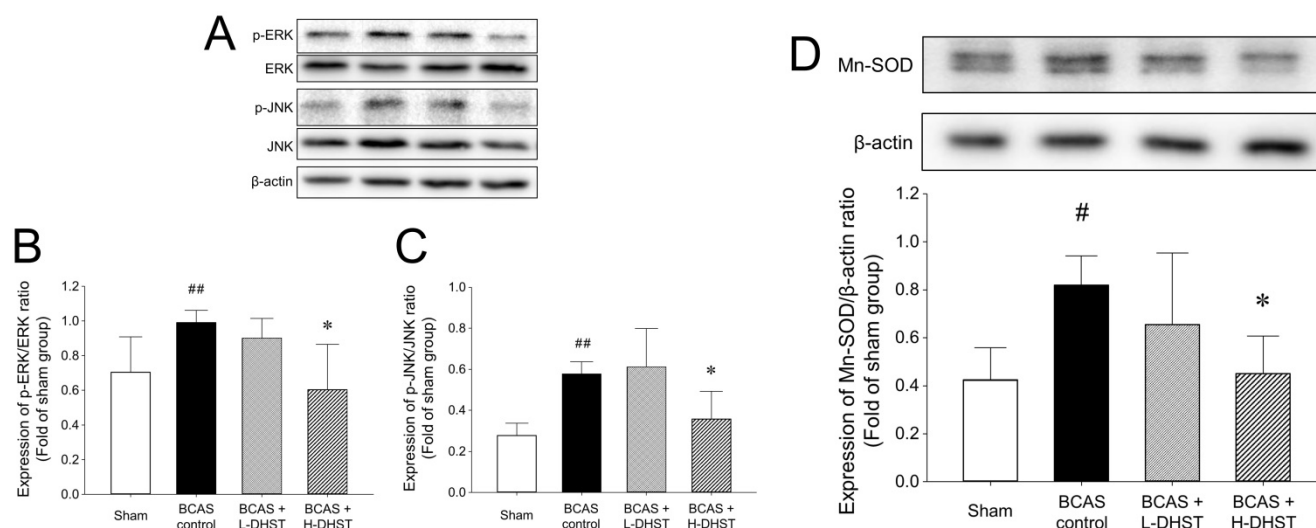 A
p-ERK
ERK
p-JNK
JNK
β-actin
B
Expression of p-ERK/ERK ratio
(Fold of sham group)
1.2
1.0
0.8
0.6
0.4
0.2
0.0
##
*
Sham
BCAS
control
BCAS +
L-DHST
BCAS +
H-DHST
C
Expression of p-JNK/JNK ratio
(Fold of sham group)
1.0
0.8
0.6
0.4
0.2
0.0
##
*
Sham
BCAS
control
BCAS +
L-DHST
BCAS +
H-DHST
D
Mn-SOD
β-actin
Expression of Mn-SOD/β-actin ratio
(Fold of sham group)
1.2
1.0
0.8
0.6
0.4
0.2
0.0
#
*
Sham
BCAS
control
BCAS +
L-DHST
BCAS +
H-DHST